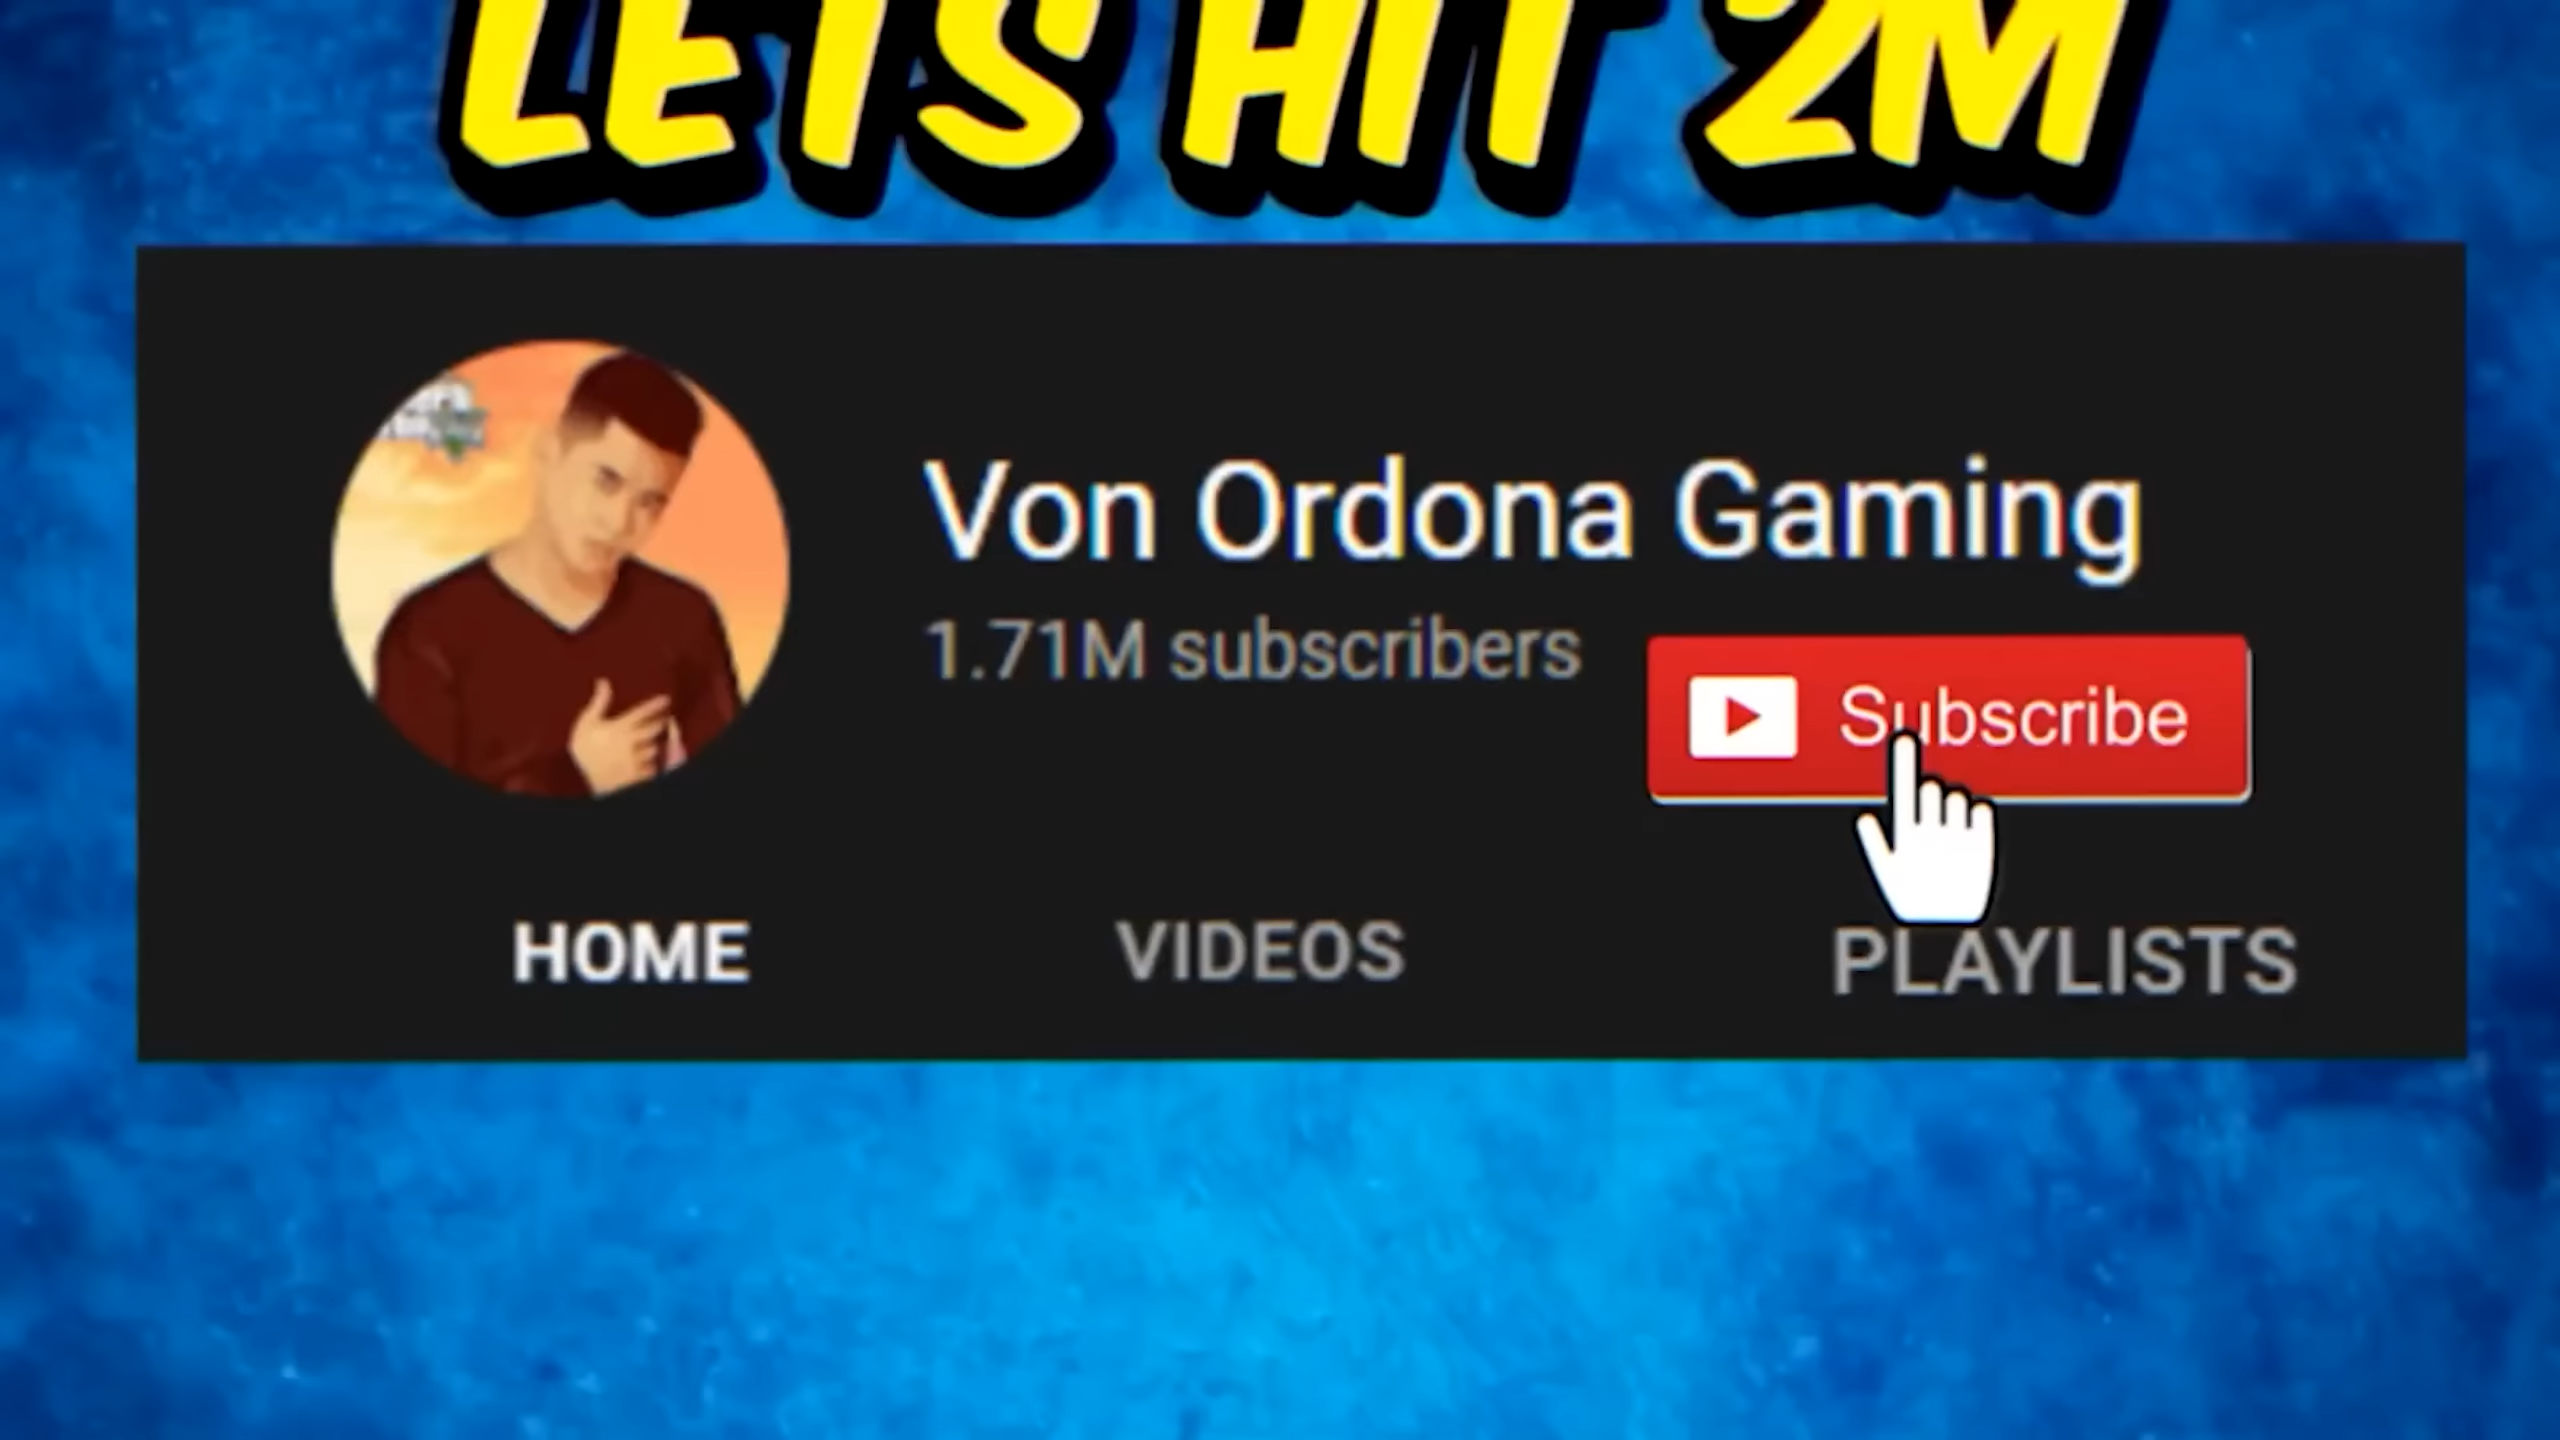 LETS HIT 2M
Von Ordona Gaming
1.71M subscribers
Subscribe
HOME VIDEOS PLAYLISTS